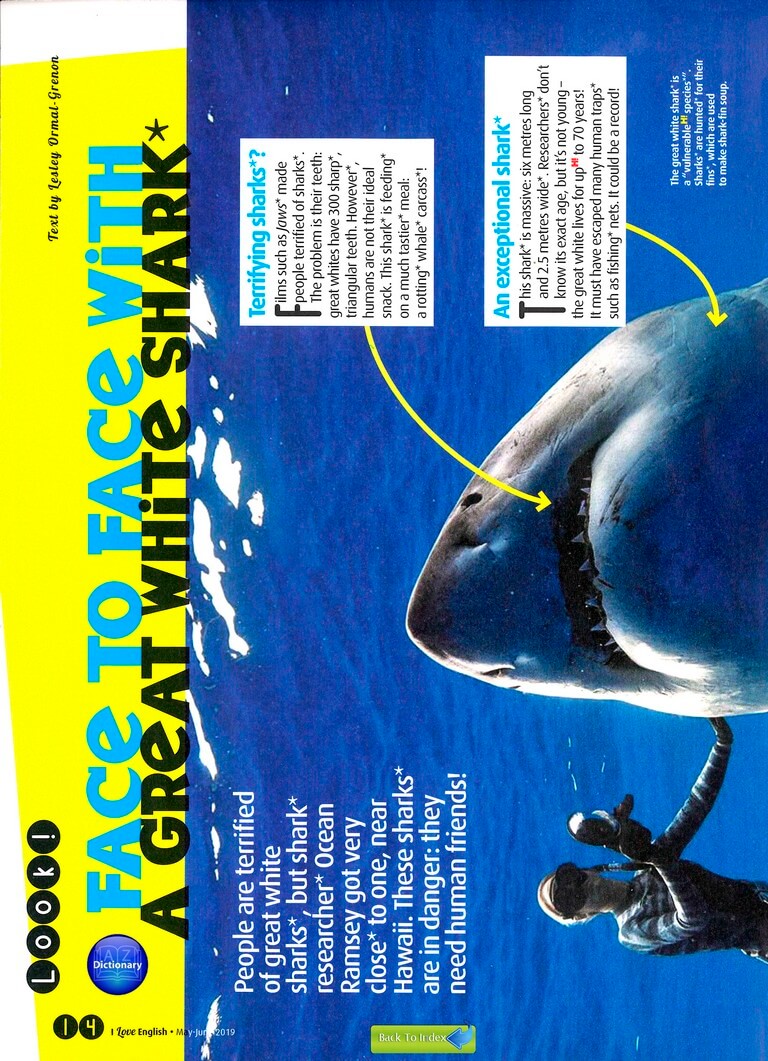 Look!
Text by Lesley Ormal-Grenon
FACE TO FACE WiTH
A GREAT WHiTE SHARK*
A Z
Dictionary
People are terrified
of great white
sharks*, but shark*
researcher* Ocean
Ramsey got very
close* to one, near
Hawaii. These sharks*
are in danger: they
need human friends!
Terrifying sharks*?
Films such as Jaws* made
people terrified of sharks*.
The problem is their teeth:
great whites have 300 sharp*,
triangular teeth. However*,
humans are not their ideal
snack. This shark* is feeding*
on a much tastier* meal:
a rotting* whale* carcass*!
An exceptional shark*
This shark* is massive: six metres long
and 2.5 metres wide*. Researchers* don't
know its exact age, but it's not young –
the great white lives for up to 70 years!
It must have escaped many human traps*
such as fishing* nets. It could be a record!
The great white shark* is
a "vulnerable species*".
Sharks* are hunted* for their
fins*, which are used
to make shark-fin soup.
14 I Love English • May-June 2019
Back To Index